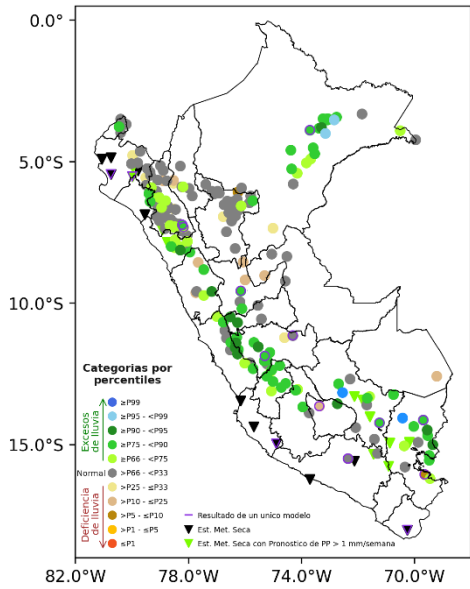 0.0°
5.0°S
10.0°S
15.0°S
82.0°W
78.0°W
74.0°W
70.0°W
Categorias por
percentiles
Excesos
de lluvia
Normal
Deficiencia
de lluvia
≥P99
≥P95 - <P99
≥P90 - <P95
≥P75 - <P90
≥P66 - <P75
>P66 - <P33
>P25 - ≤P33
>P10 - ≤P25
>P5 - ≤P10
>P1 - ≤P5
≤P1
Resultado de un unico modelo
Est. Met. Seca
Est. Met. Seca con Pronostico de PP > 1 mm/semana